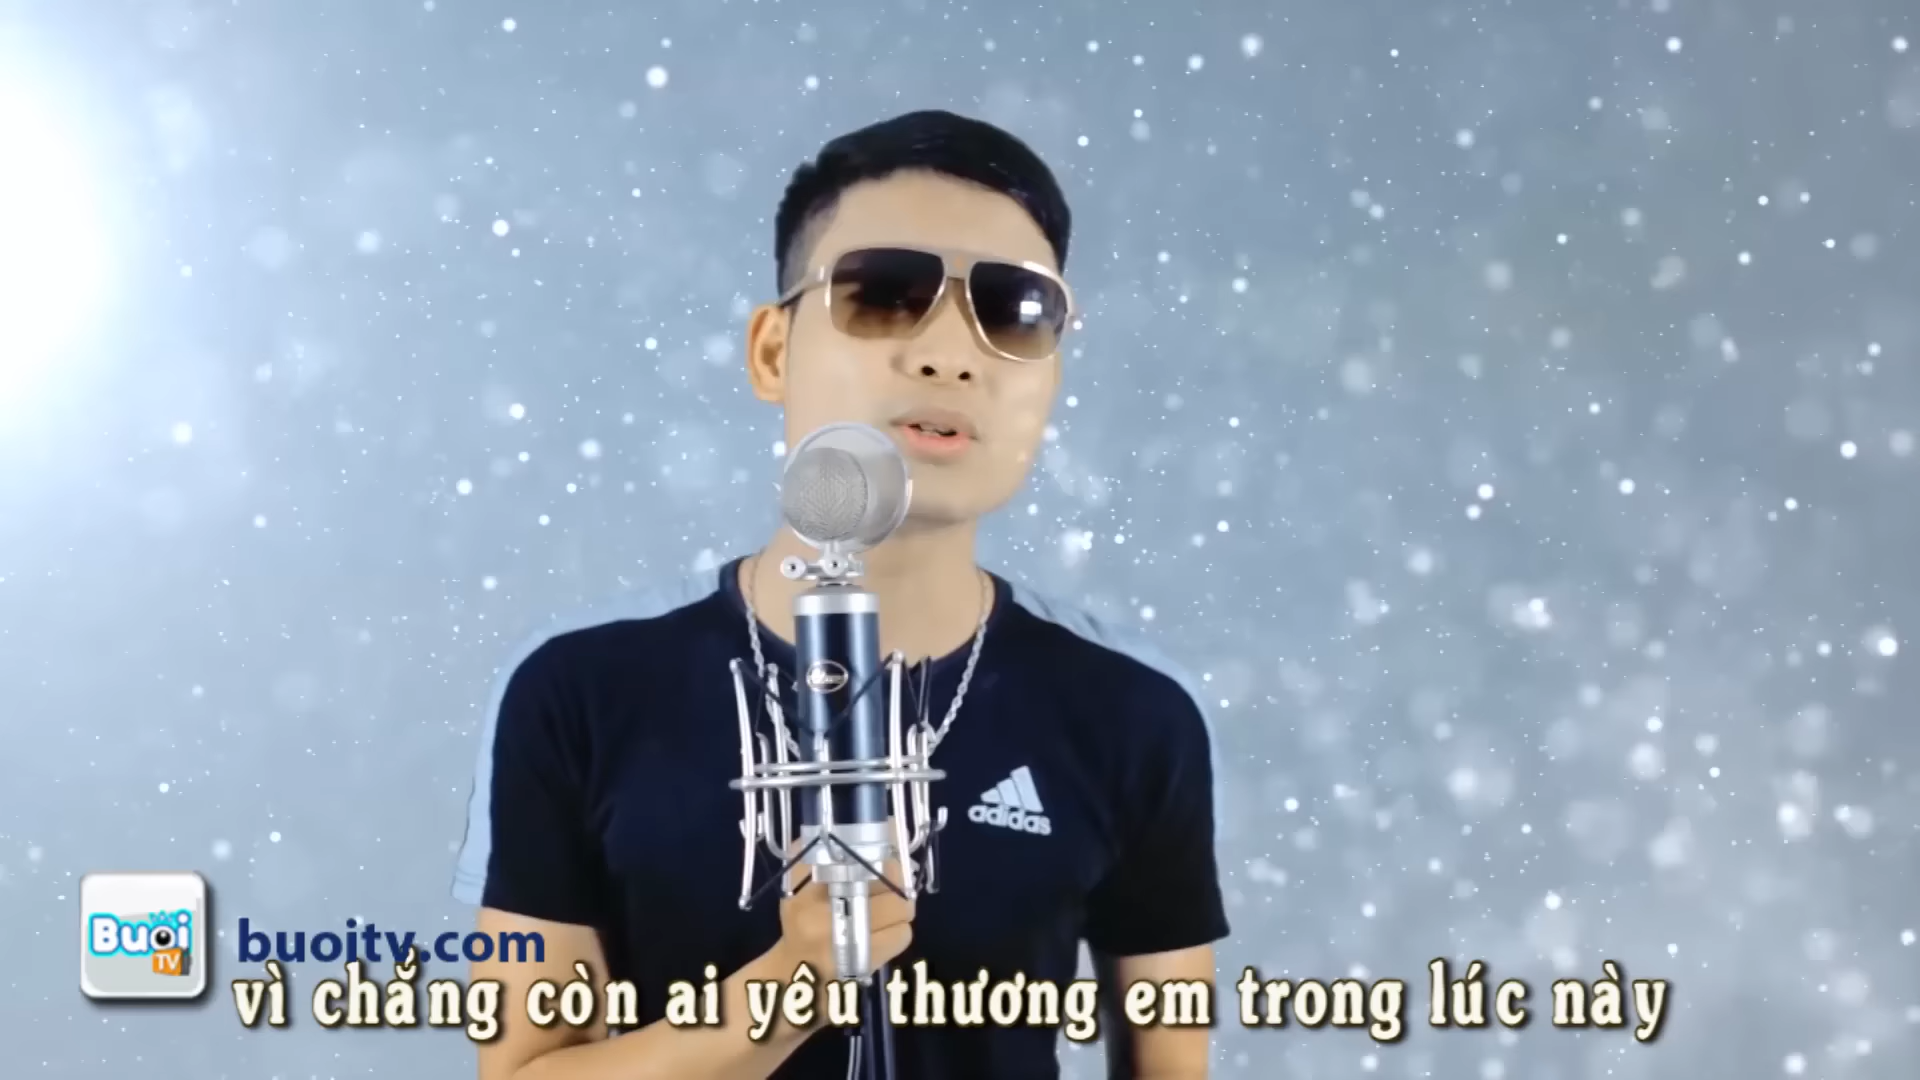 adidas
Buoi
TV
buoitv.com
vì chẳng còn ai yêu thương em trong lúc này